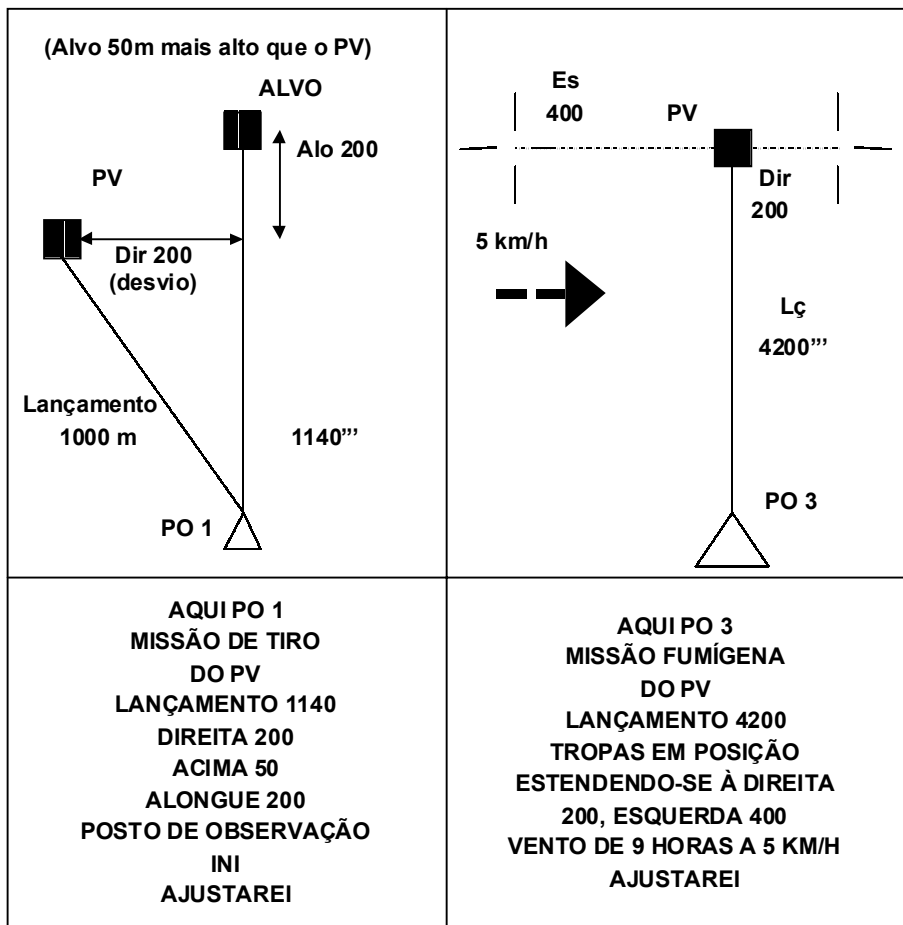 (Alvo 50m mais alto que o PV)
ALVO
Alo 200
PV
Dir 200
(desvio)
Lançamento
1000 m
1140’’’
PO 1
Es
400
PV
Dir
200
5 km/h
Lç
4200’’’
PO 3
AQUI PO 1
MISSÃO DE TIRO
DO PV
LANÇAMENTO 1140
DIREITA 200
ACIMA 50
ALONGUE 200
POSTO DE OBSERVAÇÃO
INI
AJUSTAREI
AQUI PO 3
MISSÃO FUMÍGENA
DO PV
LANÇAMENTO 4200
TROPAS EM POSIÇÃO
ESTENDENDO-SE À DIREITA
200, ESQUERDA 400
VENTO DE 9 HORAS A 5 KM/H
AJUSTAREI